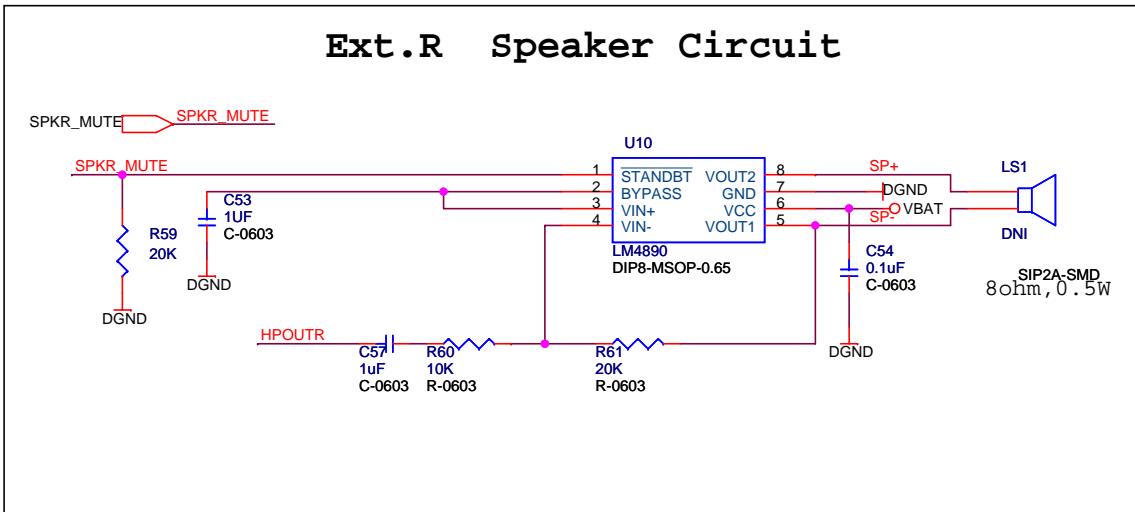 Ext.R Speaker Circuit
SPKR_MUTE
SPKR_MUTE
SPKR_MUTE
U10
1
2
3
4
STANDBT
BYPASS
VIN+
VIN-
VOUT2
GND
VCC
VOUT1
8
7
6
5
LM4890
DIP8-MSOP-0.65
SP+
DGND
SP-
VBAT
LS1
DNI
SIP2A-SMD
8ohm,0.5W
C53
1UF
C-0603
DGND
R59
20K
DGND
C54
0.1uF
C-0603
DGND
HPOUTR
C57
1uF
C-0603
R60
10K
R-0603
R61
20K
R-0603